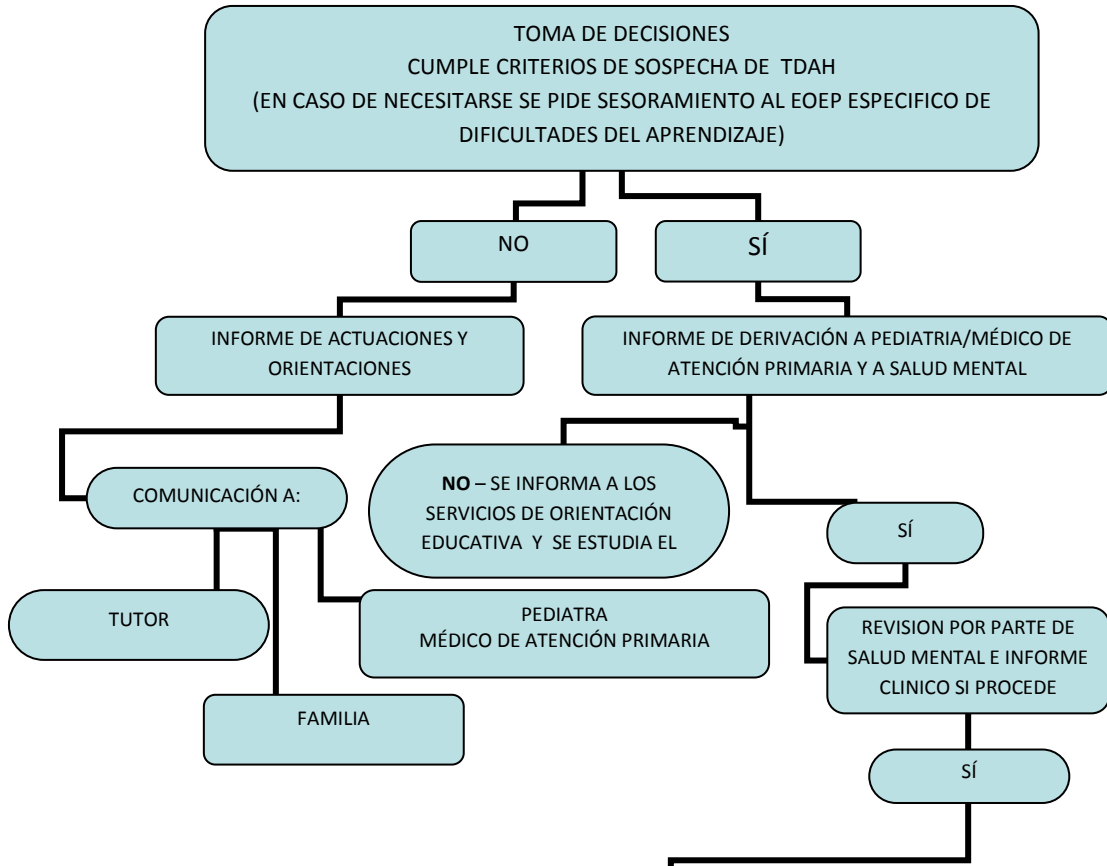 TOMA DE DECISIONES
CUMPLE CRITERIOS DE SOSPECHA DE TDAH
(EN CASO DE NECESITARSE SE PIDE SESORAMIENTO AL EOEP ESPECIFICO DE
DIFICULTADES DEL APRENDIZAJE)
NO
SÍ
INFORME DE ACTUACIONES Y
ORIENTACIONES
INFORME DE DERIVACIÓN A PEDIATRIA/MÉDICO DE
ATENCIÓN PRIMARIA Y A SALUD MENTAL
COMUNICACIÓN A:
NO – SE INFORMA A LOS
SERVICIOS DE ORIENTACIÓN
EDUCATIVA Y SE ESTUDIA EL
SÍ
TUTOR
PEDIATRA
MÉDICO DE ATENCIÓN PRIMARIA
REVISION POR PARTE DE
SALUD MENTAL E INFORME
CLINICO SI PROCEDE
FAMILIA
SÍ